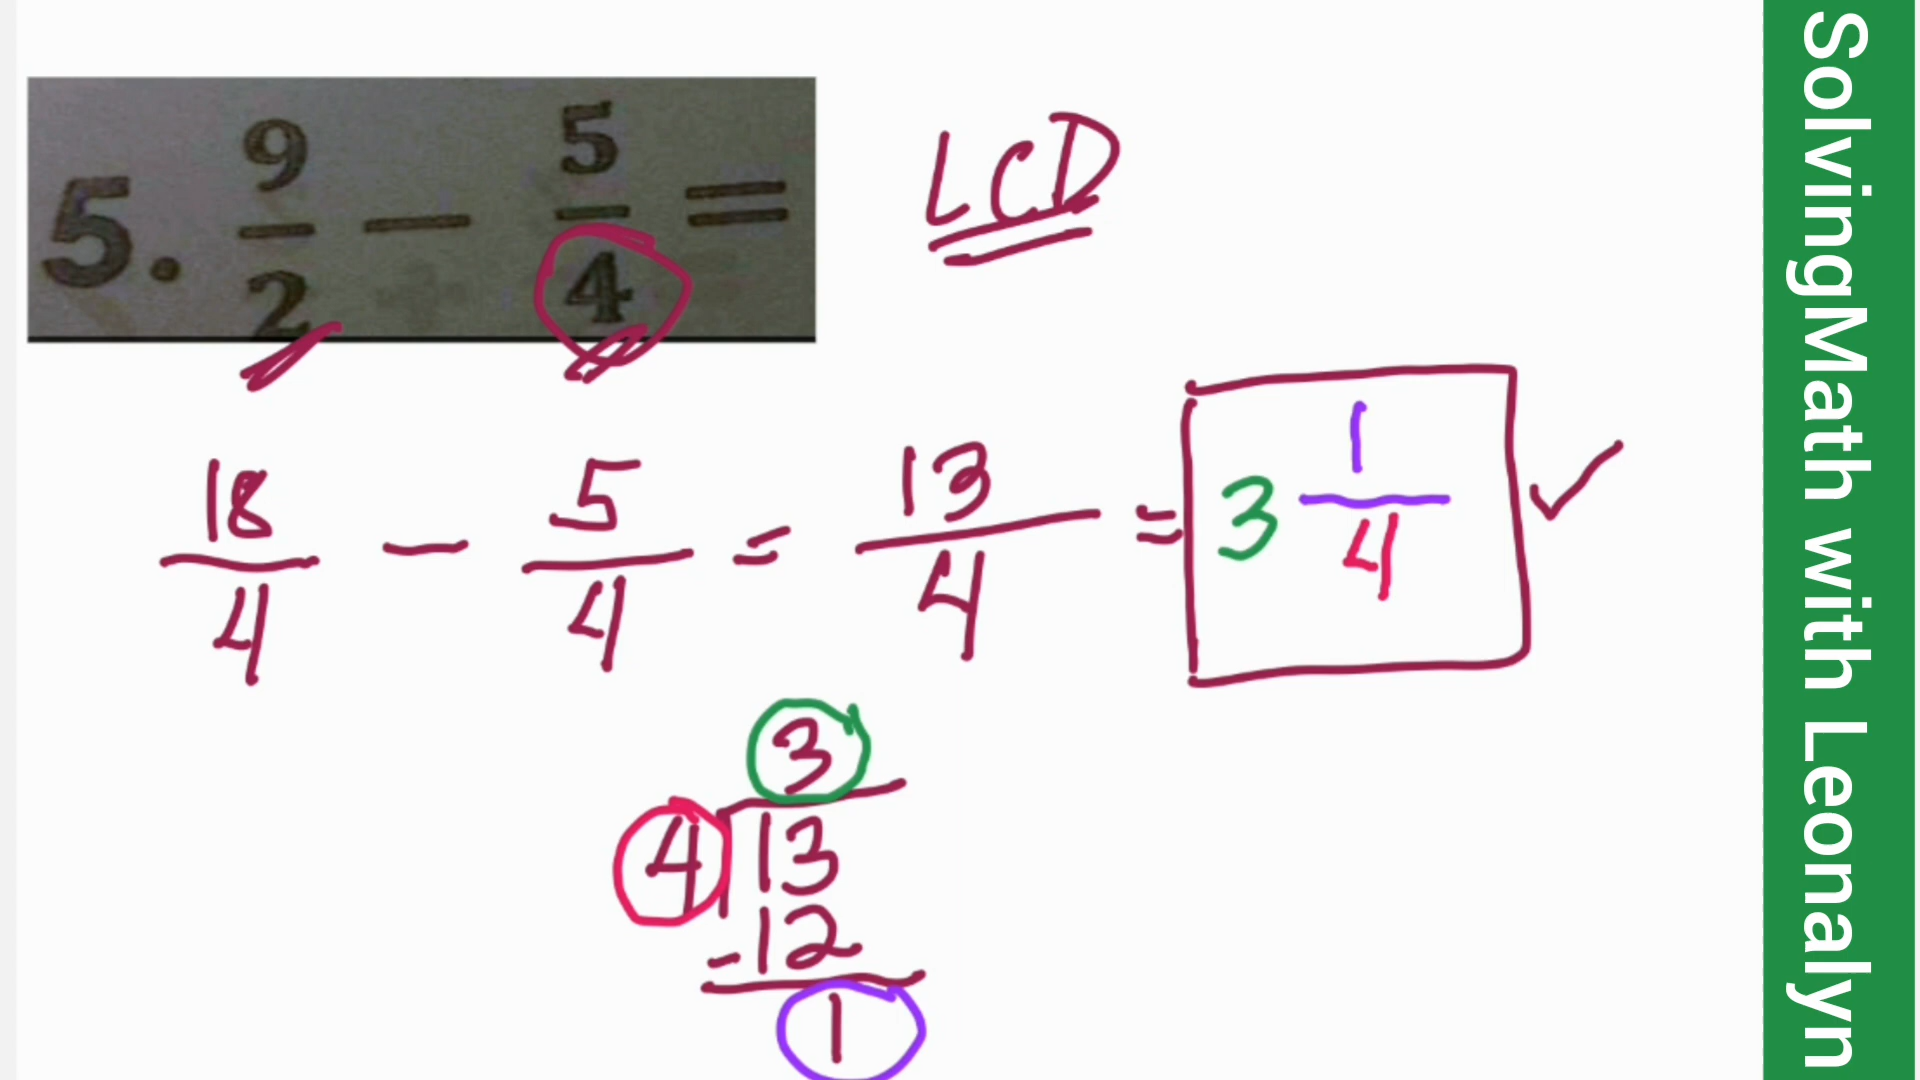 5. 9/2 - 5/4 =
LCD
18/4 - 5/4 = 13/4 = 3 1/4 ✓
3
4 13
-12
1
SolvingMath with Leonalyn